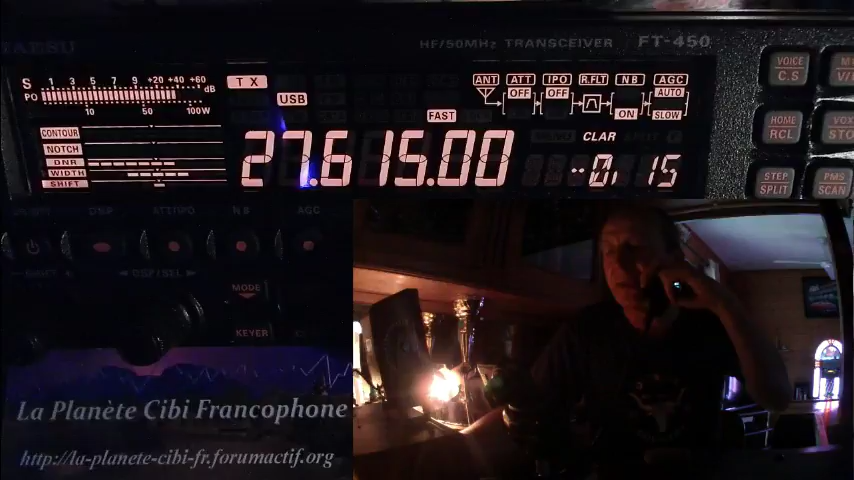 YAESU
HF/50MHz TRANSCEIVER FT-450
S 1 3 5 7 9 +20 +40 +60 dB
PO 10 50 100W
TX
USB
FAST
ANT ATT IPO R.FLT NB AGC
OFF OFF AUTO
ON SLOW
CONTOUR
NOTCH
DNR
WIDTH
SHIFT
27.615.00
CLAR
-0.15
VOICE
C.S
HOME
RCL
STEP
SPLIT
PMS
SCAN
DNR ATT/IPO NB AGC
DSP/SEL
MODE
KEYER
La Planète Cibi Francophone
http://la-planete-cibi-fr.forumactif.org